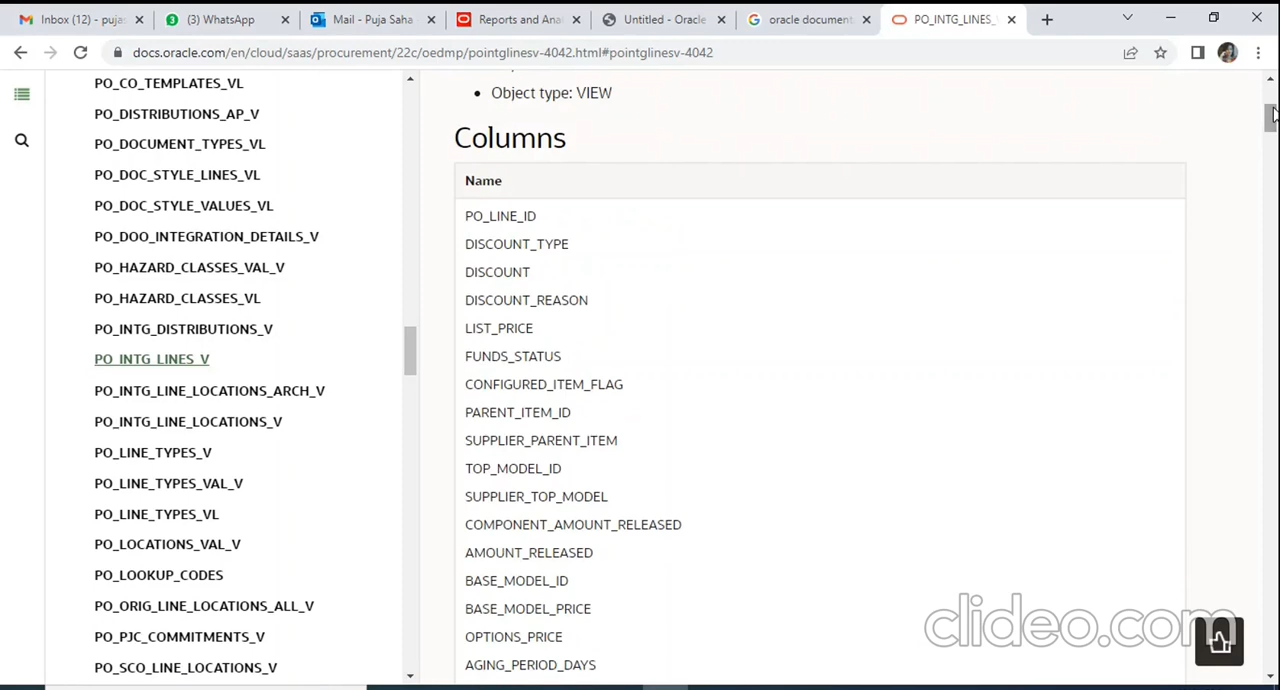 Inbox (12) - pujas
(3) WhatsApp
Mail - Puja Saha
Reports and Ana
Untitled - Oracle
oracle document
PO_INTG_LINES_
docs.oracle.com/en/cloud/saas/procurement/22c/oedmp/pointglinesv-4042.html#pointglinesv-4042
PO_CO_TEMPLATES_VL
PO_DISTRIBUTIONS_AP_V
PO_DOCUMENT_TYPES_VL
PO_DOC_STYLE_LINES_VL
PO_DOC_STYLE_VALUES_VL
PO_DOO_INTEGRATION_DETAILS_V
PO_HAZARD_CLASSES_VAL_V
PO_HAZARD_CLASSES_VL
PO_INTG_DISTRIBUTIONS_V
PO_INTG_LINES_V
PO_INTG_LINE_LOCATIONS_ARCH_V
PO_INTG_LINE_LOCATIONS_V
PO_LINE_TYPES_V
PO_LINE_TYPES_VAL_V
PO_LINE_TYPES_VL
PO_LOCATIONS_VAL_V
PO_LOOKUP_CODES
PO_ORIG_LINE_LOCATIONS_ALL_V
PO_PJC_COMMITMENTS_V
PO_SCO_LINE_LOCATIONS_V
• Object type: VIEW
Columns
Name
PO_LINE_ID
DISCOUNT_TYPE
DISCOUNT
DISCOUNT_REASON
LIST_PRICE
FUNDS_STATUS
CONFIGURED_ITEM_FLAG
PARENT_ITEM_ID
SUPPLIER_PARENT_ITEM
TOP_MODEL_ID
SUPPLIER_TOP_MODEL
COMPONENT_AMOUNT_RELEASED
AMOUNT_RELEASED
BASE_MODEL_ID
BASE_MODEL_PRICE
OPTIONS_PRICE
AGING_PERIOD_DAYS
clideo.com